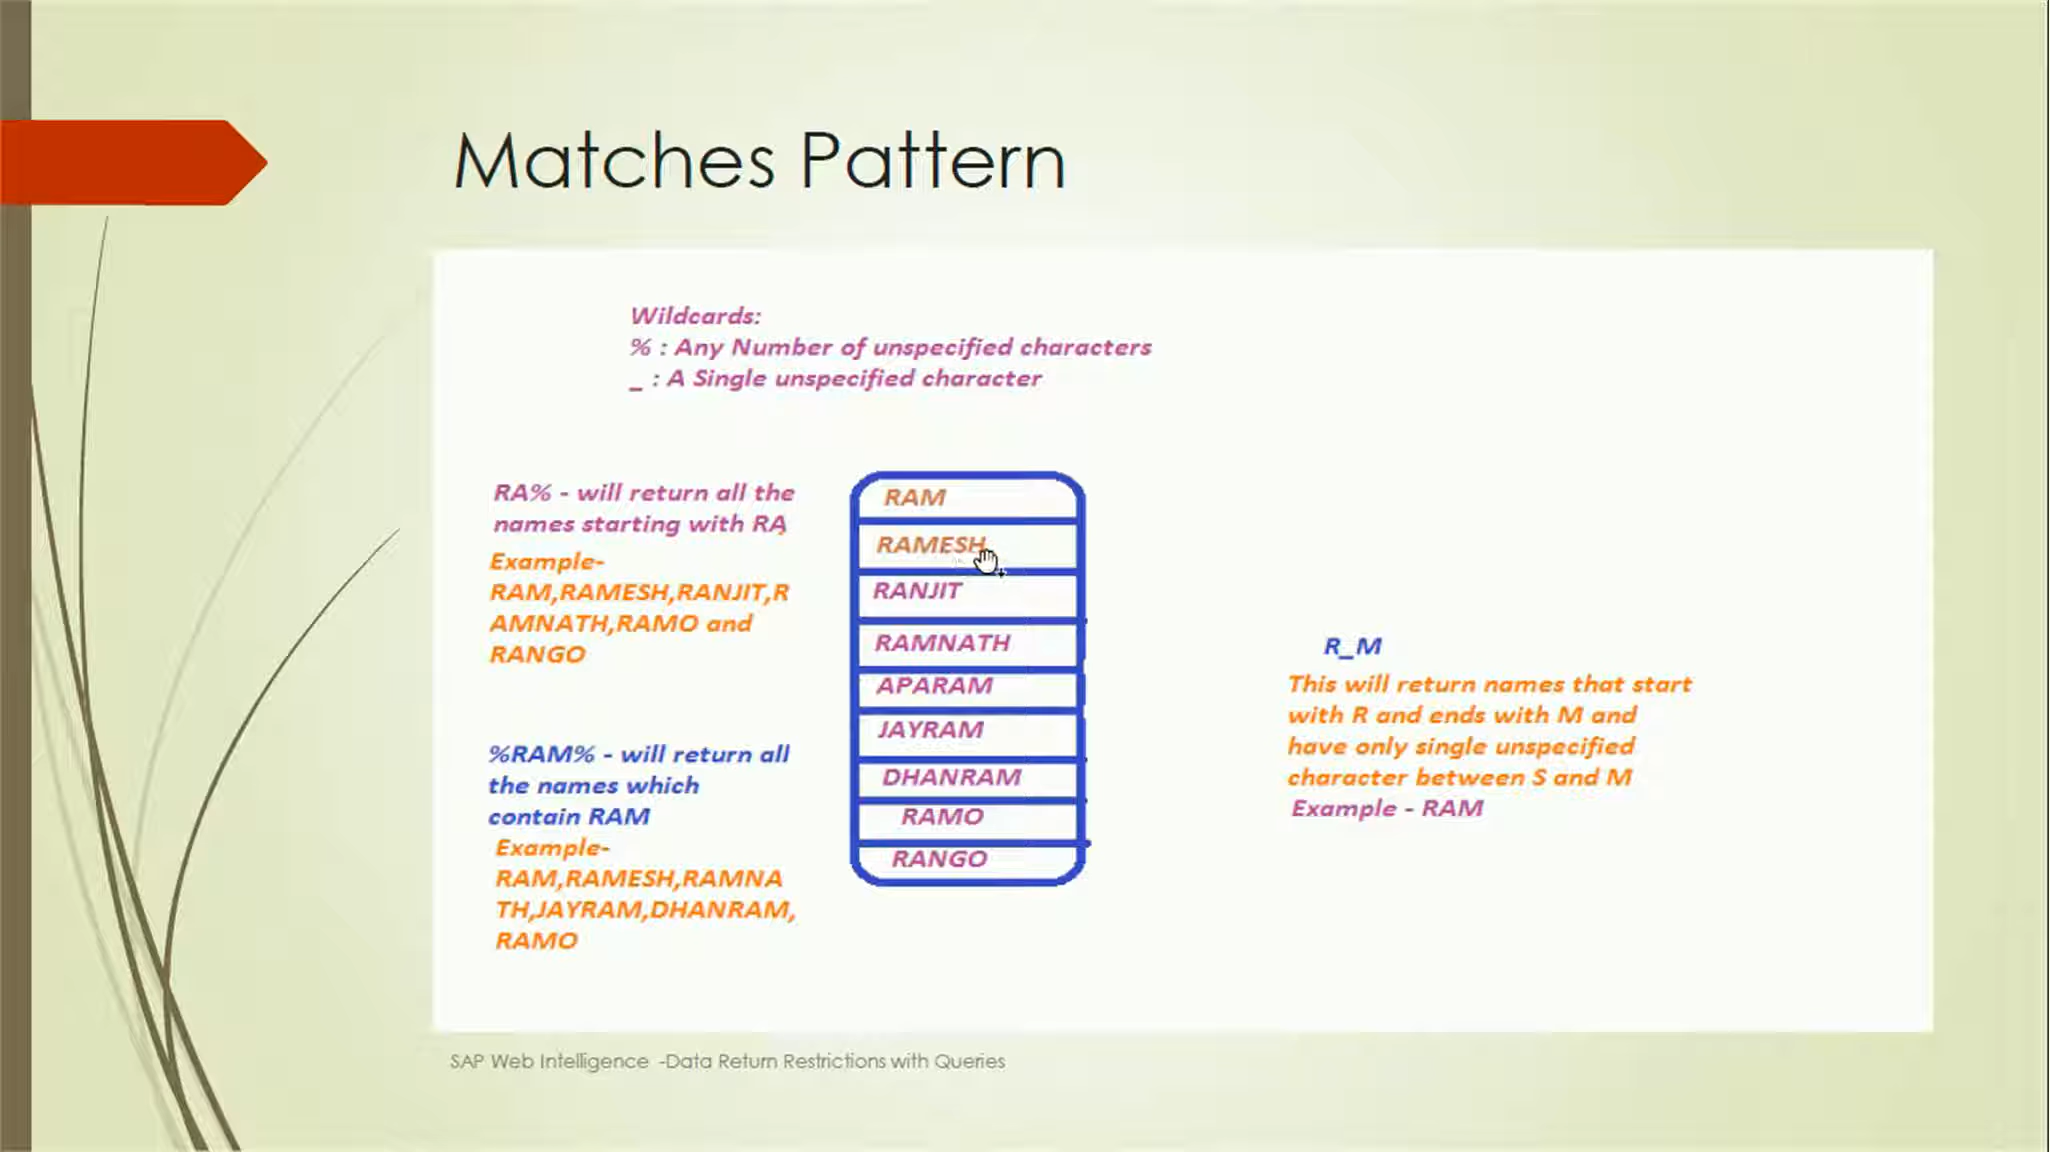 Matches Pattern
Wildcards:
% : Any Number of unspecified characters
_ : A Single unspecified character
RA% - will return all the
names starting with RA
Example-
RAM,RAMESH,RANJIT,R
AMNATH,RAMO and
RANGO
%RAM% - will return all
the names which
contain RAM
Example-
RAM,RAMESH,RAMNA
TH,JAYRAM,DHANRAM,
RAMO
RAM
RAMESH
RANJIT
RAMNATH
APARAM
JAYRAM
DHANRAM
RAMO
RANGO
R_M
This will return names that start
with R and ends with M and
have only single unspecified
character between S and M
Example - RAM
SAP Web Intelligence -Data Return Restrictions with Queries